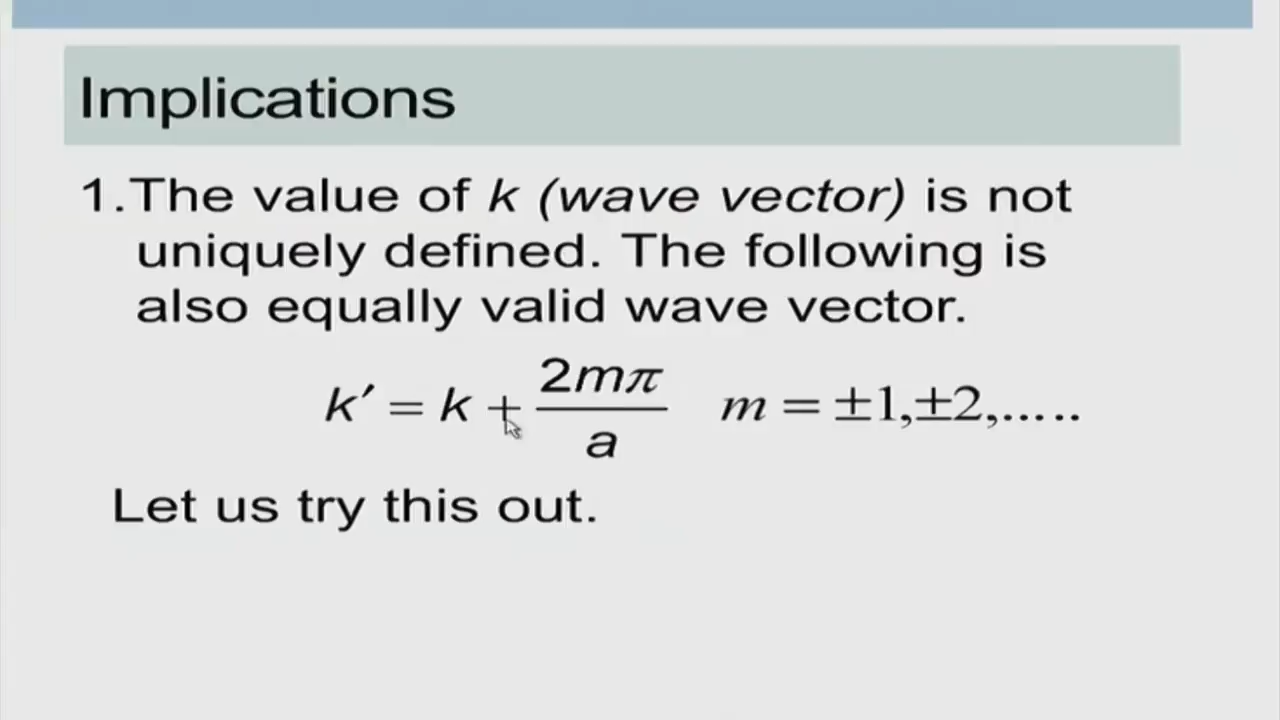 Implications
1.The value of k (wave vector) is not
uniquely defined. The following is
also equally valid wave vector.
k′ = k + 2mπ/a   m = ±1,±2,.....
Let us try this out.